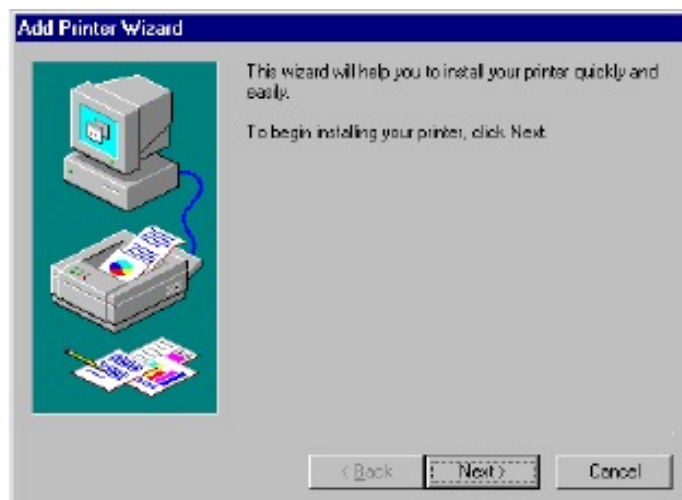 Add Printer Wizard
This wizard will help you to install your printer quickly and
easily.
To begin installing your printer, click Next.
< Back
Next >
Cancel